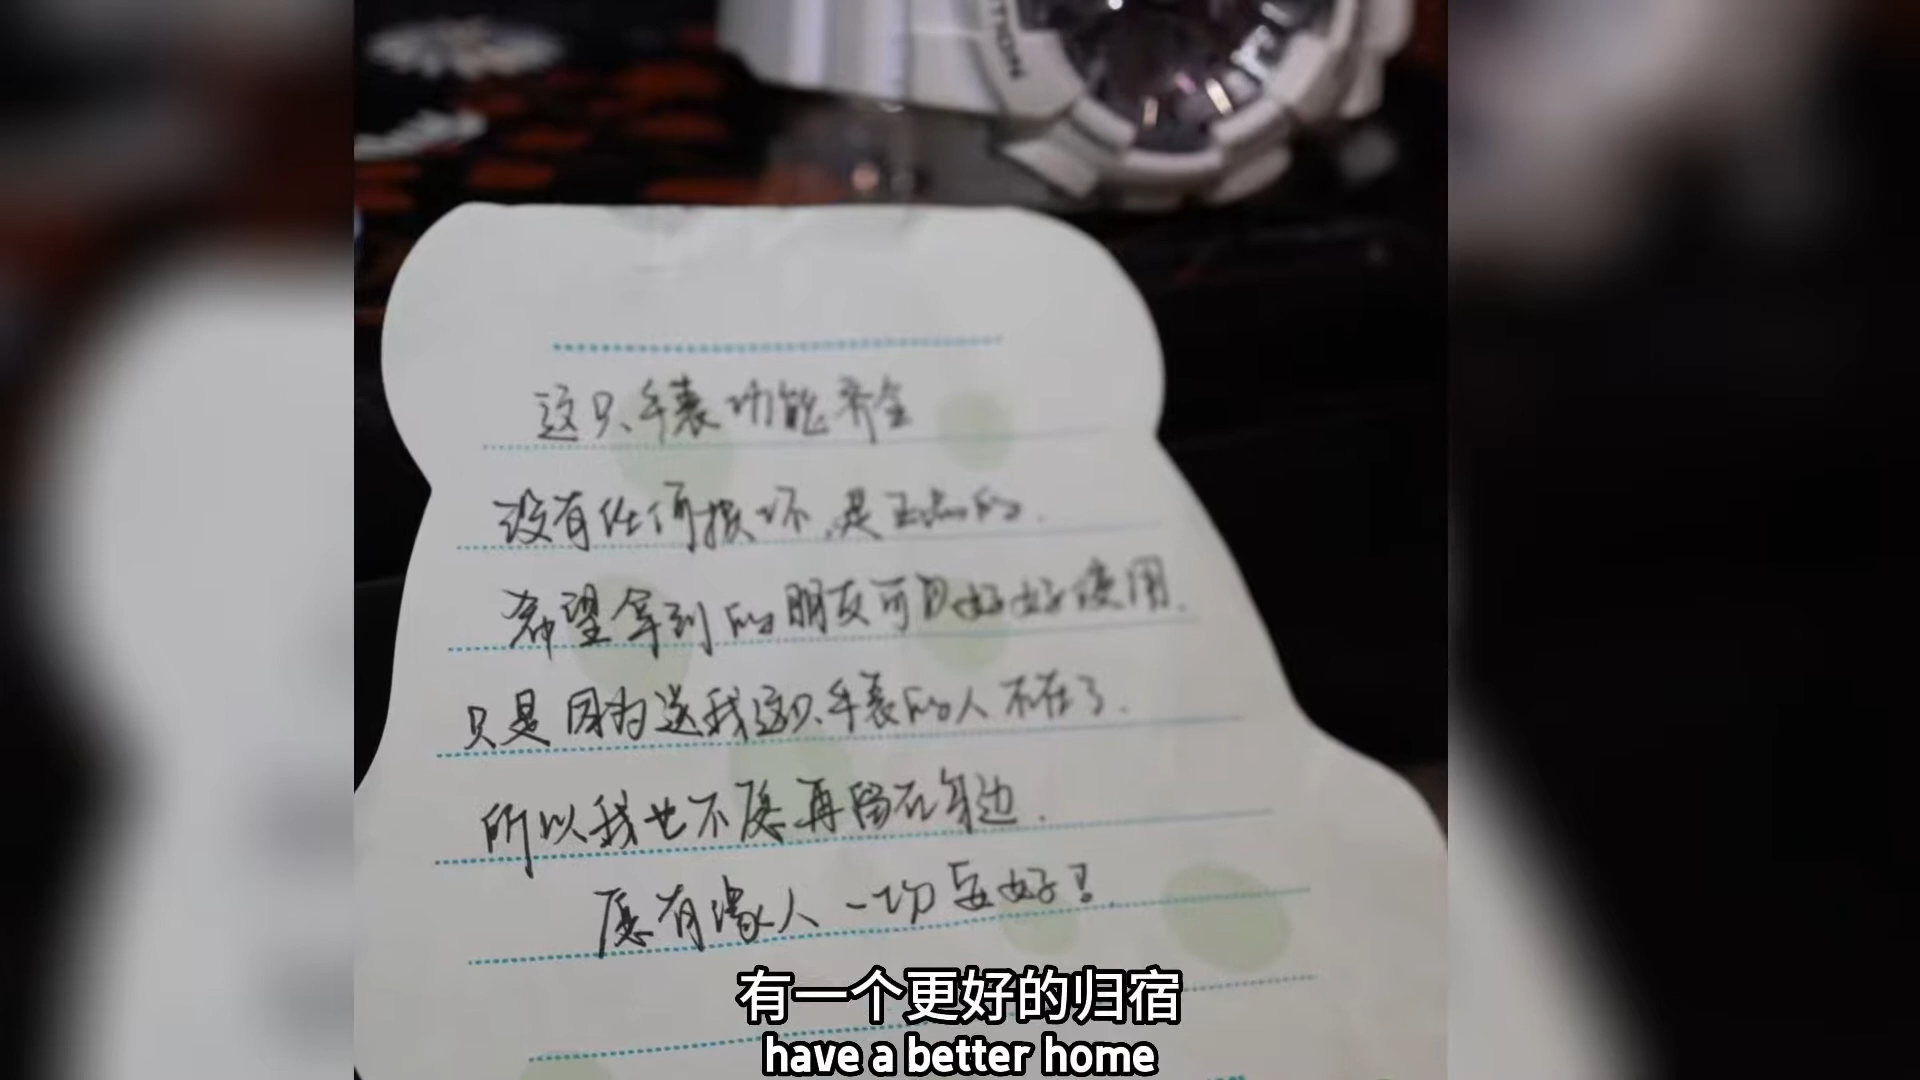 TION
这只手表功能齐全
没有任何损坏,是正品的.
希望拿到的朋友可以好好使用.
只是因为送我这只手表的人不在了.
所以我也不愿再留在身边.
愿有缘人一切安好!
有一个更好的归宿
have a better home